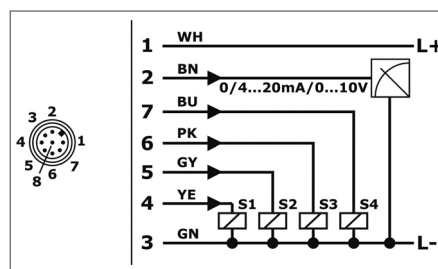 1 WH L+
2 BN
0/4...20mA/0...10V
7 BU
6 PK
5 GY
4 YE S1 S2 S3 S4
3 GN L-
3 2
4 1
5 6 7
8